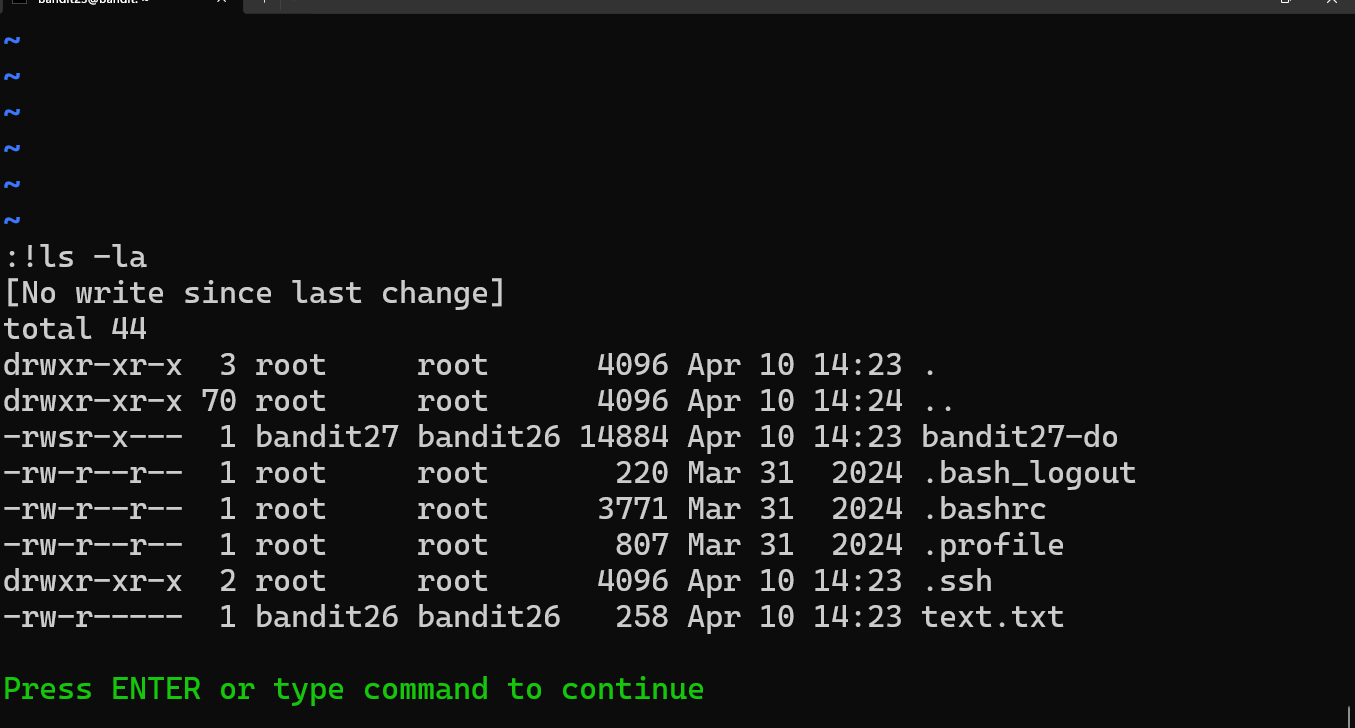 ~
~
~
~
~
~
:!ls -la
[No write since last change]
total 44
drwxr-xr-x  3 root     root      4096 Apr 10 14:23 .
drwxr-xr-x 70 root     root      4096 Apr 10 14:24 ..
-rwsr-x---  1 bandit27 bandit26 14884 Apr 10 14:23 bandit27-do
-rw-r--r--  1 root     root       220 Mar 31  2024 .bash_logout
-rw-r--r--  1 root     root      3771 Mar 31  2024 .bashrc
-rw-r--r--  1 root     root       807 Mar 31  2024 .profile
drwxr-xr-x  2 root     root      4096 Apr 10 14:23 .ssh
-rw-r-----  1 bandit26 bandit26   258 Apr 10 14:23 text.txt
Press ENTER or type command to continue